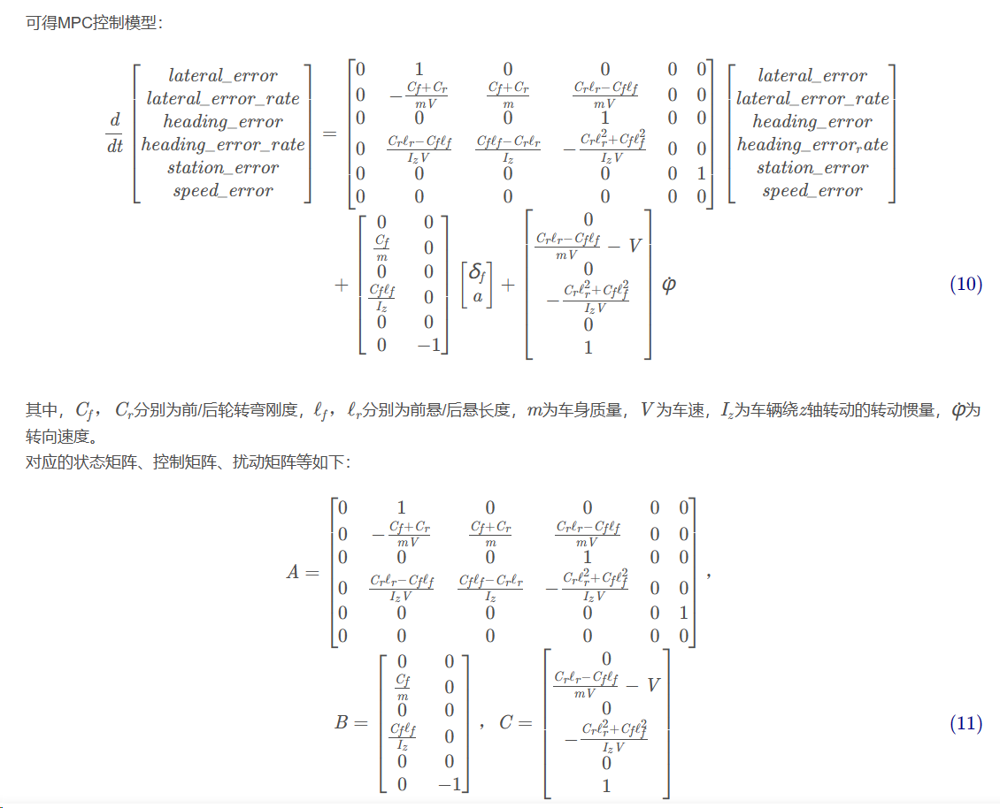 可得MPC控制模型：
$$\frac{d}{dt}\begin{bmatrix} lateral\_error \\ lateral\_error\_rate \\ heading\_error \\ heading\_error\_rate \\ station\_error \\ speed\_error \end{bmatrix} = \begin{bmatrix} 0 & 1 & 0 & 0 & 0 & 0 \\ 0 & -\frac{C_f+C_r}{mV} & \frac{C_f+C_r}{m} & \frac{C_r\ell_r-C_f\ell_f}{mV} & 0 & 0 \\ 0 & 0 & 0 & 1 & 0 & 0 \\ 0 & \frac{C_r\ell_r-C_f\ell_f}{I_zV} & \frac{C_f\ell_f-C_r\ell_r}{I_z} & -\frac{C_r\ell_r^2+C_f\ell_f^2}{I_zV} & 0 & 0 \\ 0 & 0 & 0 & 0 & 0 & 1 \\ 0 & 0 & 0 & 0 & 0 & 0 \end{bmatrix} \begin{bmatrix} lateral\_error \\ lateral\_error\_rate \\ heading\_error \\ heading\_error_rate \\ station\_error \\ speed\_error \end{bmatrix}$$
$$+ \begin{bmatrix} 0 & 0 \\ \frac{C_f}{m} & 0 \\ 0 & 0 \\ \frac{C_f\ell_f}{I_z} & 0 \\ 0 & 0 \\ 0 & -1 \end{bmatrix} \begin{bmatrix} \delta_f \\ a \end{bmatrix} + \begin{bmatrix} 0 \\ \frac{C_r\ell_r-C_f\ell_f}{mV} - V \\ 0 \\ -\frac{C_r\ell_r^2+C_f\ell_f^2}{I_zV} \\ 0 \\ 1 \end{bmatrix} \dot{\varphi} \quad (10)$$
其中，$C_f$，$C_r$分别为前/后轮转弯刚度，$\ell_f$，$\ell_r$分别为前悬/后悬长度，$m$为车身质量，$V$为车速，$I_z$为车辆绕$z$轴转动的转动惯量，$\dot{\varphi}$为
转向速度。
对应的状态矩阵、控制矩阵、扰动矩阵等如下：
$$A = \begin{bmatrix} 0 & 1 & 0 & 0 & 0 & 0 \\ 0 & -\frac{C_f+C_r}{mV} & \frac{C_f+C_r}{m} & \frac{C_r\ell_r-C_f\ell_f}{mV} & 0 & 0 \\ 0 & 0 & 0 & 1 & 0 & 0 \\ 0 & \frac{C_r\ell_r-C_f\ell_f}{I_zV} & \frac{C_f\ell_f-C_r\ell_r}{I_z} & -\frac{C_r\ell_r^2+C_f\ell_f^2}{I_zV} & 0 & 0 \\ 0 & 0 & 0 & 0 & 0 & 1 \\ 0 & 0 & 0 & 0 & 0 & 0 \end{bmatrix}，$$
$$B = \begin{bmatrix} 0 & 0 \\ \frac{C_f}{m} & 0 \\ 0 & 0 \\ \frac{C_f\ell_f}{I_z} & 0 \\ 0 & 0 \\ 0 & -1 \end{bmatrix}，C = \begin{bmatrix} 0 \\ \frac{C_r\ell_r-C_f\ell_f}{mV} - V \\ 0 \\ -\frac{C_r\ell_r^2+C_f\ell_f^2}{I_zV} \\ 0 \\ 1 \end{bmatrix} \quad (11)$$